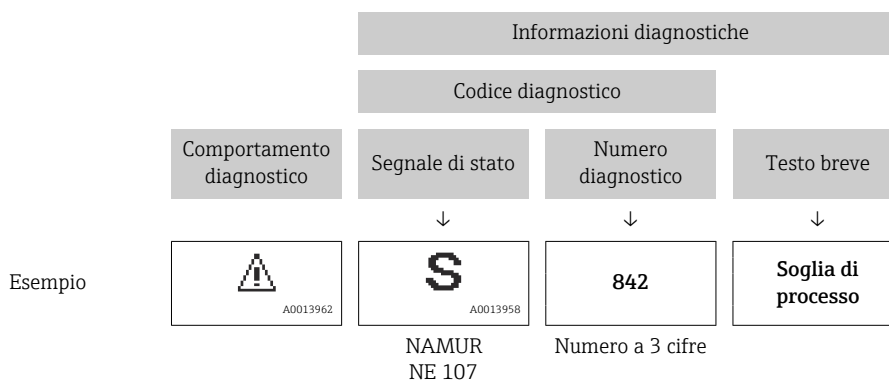 Informazioni diagnostiche
Codice diagnostico
Comportamento
diagnostico
Segnale di stato
Numero
diagnostico
Testo breve
↓ ↓ ↓
Esempio
A0013962
S
A0013958
842
Soglia di
processo
NAMUR
NE 107
Numero a 3 cifre